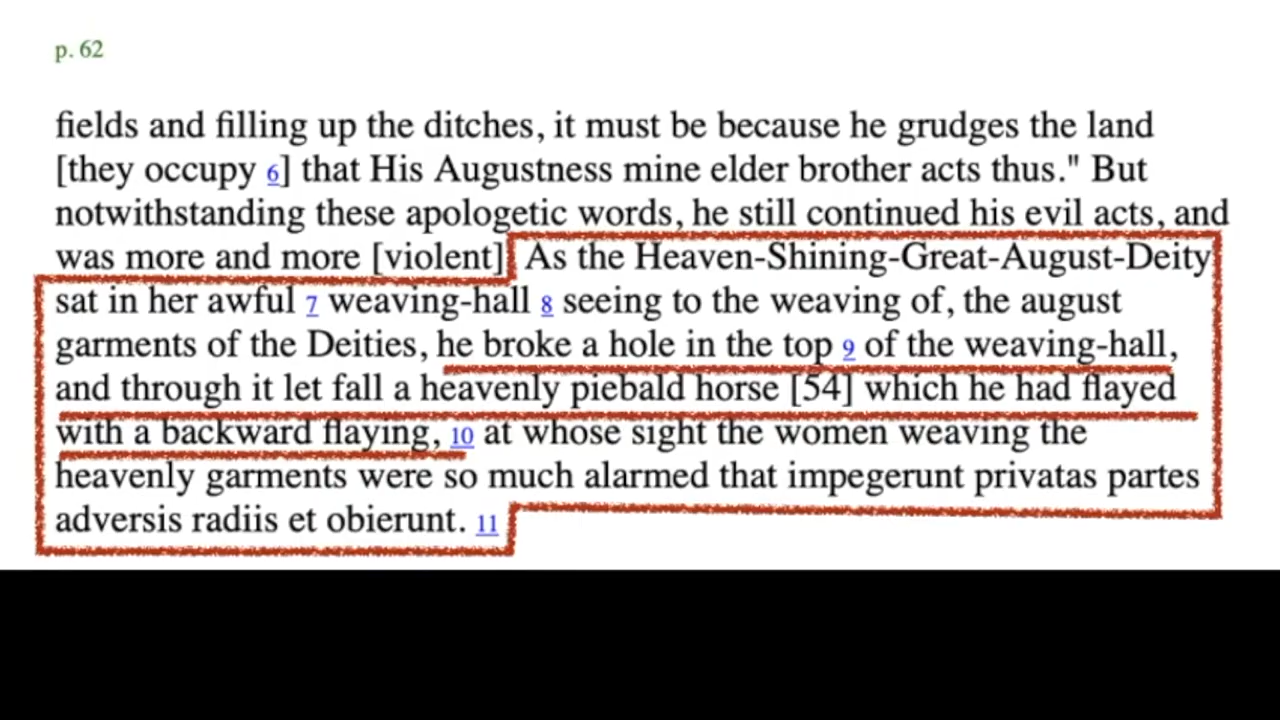 p. 62
fields and filling up the ditches, it must be because he grudges the land
[they occupy 6] that His Augustness mine elder brother acts thus." But
notwithstanding these apologetic words, he still continued his evil acts, and
was more and more [violent]. As the Heaven-Shining-Great-August-Deity
sat in her awful 7 weaving-hall 8 seeing to the weaving of, the august
garments of the Deities, he broke a hole in the top 9 of the weaving-hall,
and through it let fall a heavenly piebald horse [54] which he had flayed
with a backward flaying, 10 at whose sight the women weaving the
heavenly garments were so much alarmed that impegerunt privatas partes
adversis radiis et obierunt. 11